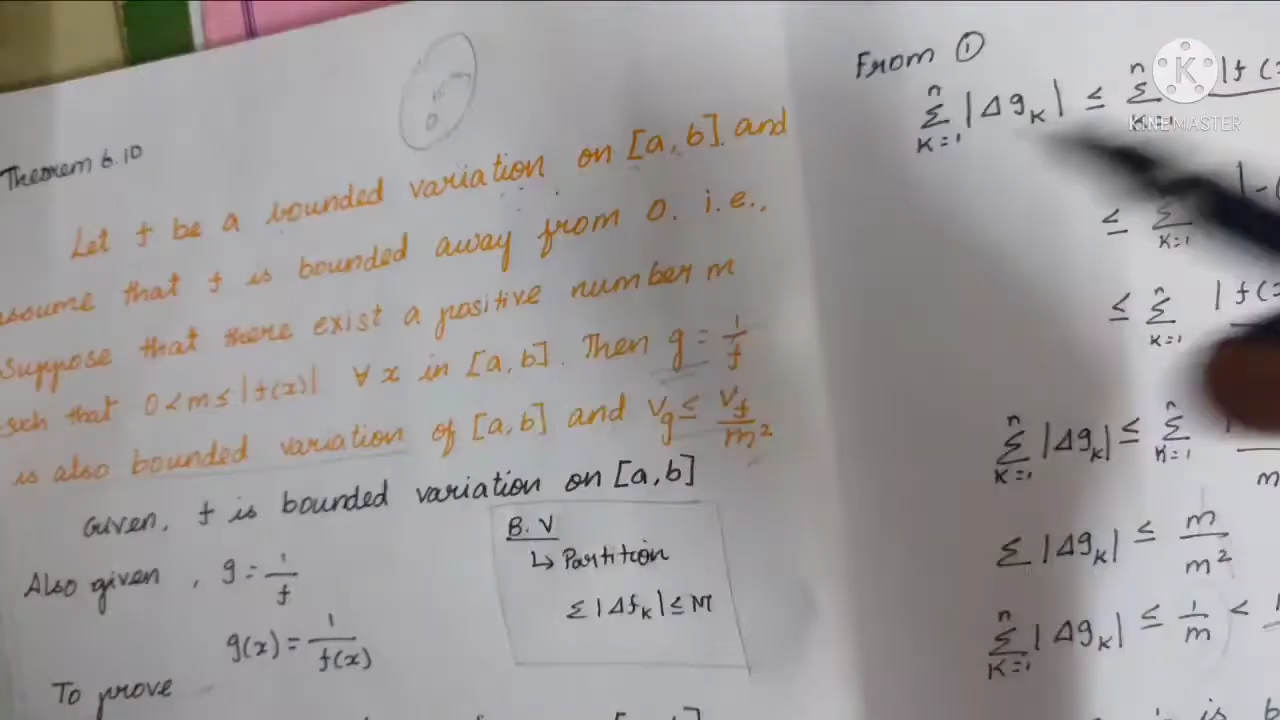 Theorem 6.10
Let f be a bounded variation on [a, b] and
assume that f is bounded away from 0. i.e.,
Suppose that there exist a positive number m
such that 0 < m ≤ |f(x)| ∀ x in [a, b]. Then g = 1/f
is also bounded variation of [a, b] and Vg ≤ Vf/m²
Given, f is bounded variation on [a, b]
Also given, g = 1/f
g(x) = 1/f(x)
To prove
B.V
↳ Partition
Σ |Δfk| ≤ M
From ①
n Σ k=1 |Δgk| ≤ n Σ k=1 |f(
≤ Σ k=1 |-
≤ n Σ k=1 |f(
n Σ k=1 |Δgk| ≤ n Σ k=1
m
Σ |Δgk| ≤ m/m²
n Σ k=1 |Δgk| ≤ 1/m <
is b
K
KINEMASTER